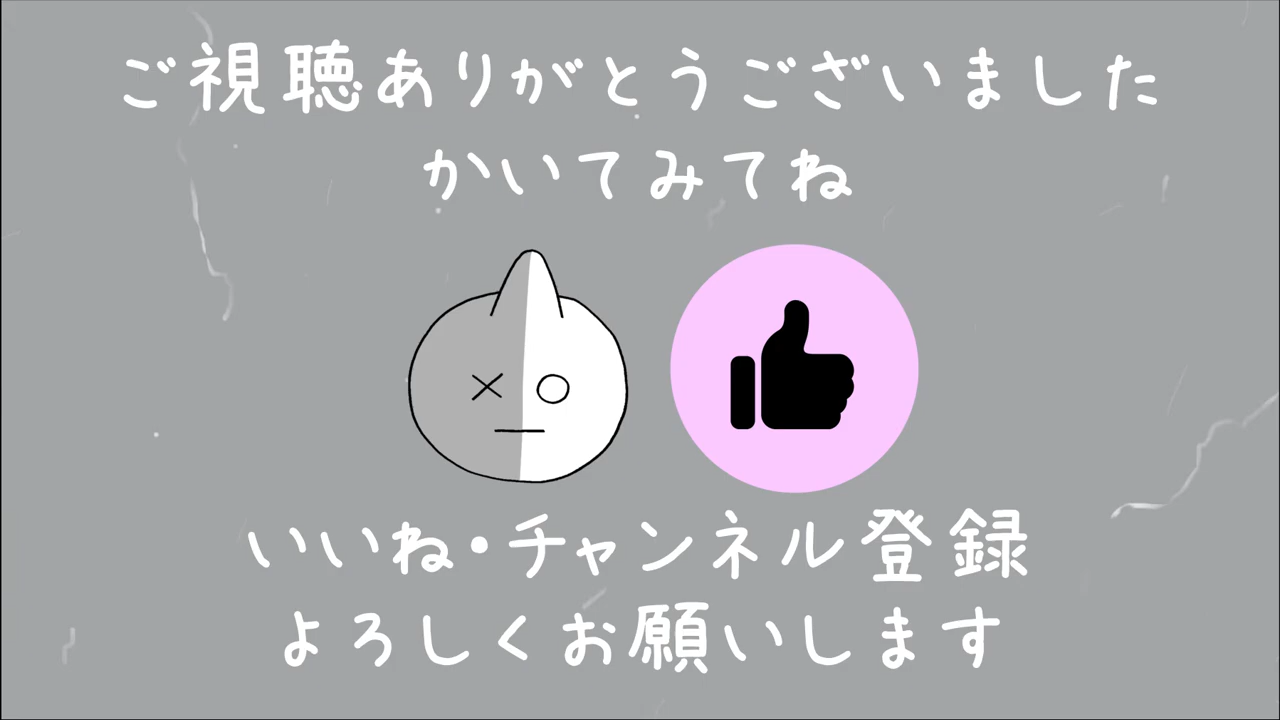 ご視聴ありがとうございました
かいてみてね
いいね・チャンネル登録
よろしくお願いします